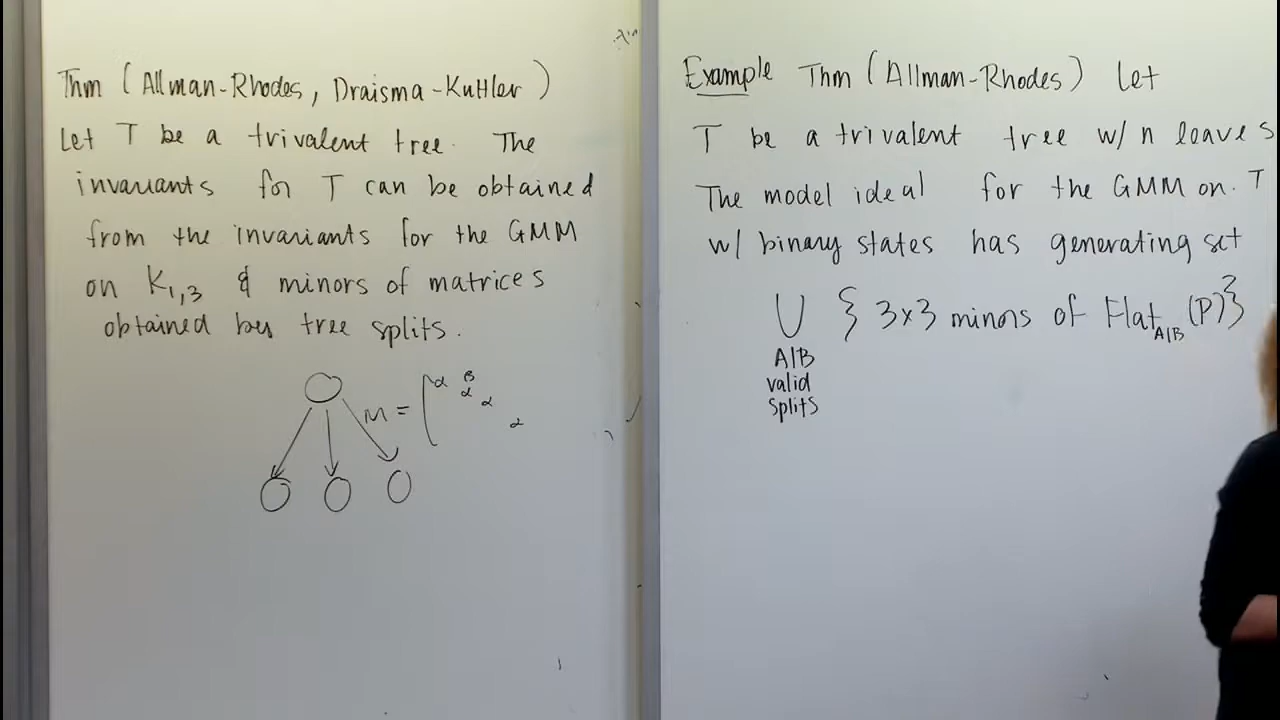 Thm (Allman-Rhodes, Draisma-Kuttler)
Let T be a trivalent tree. The
invariants for T can be obtained
from the invariants for the GMM
on K1,3 & minors of matrices
obtained by tree splits.
M = [α β
α
α
α
Example Thm (Allman-Rhodes) Let
T be a trivalent tree w/ n leaves
The model ideal for the GMM on T
w/ binary states has generating set
∪ { 3x3 minors of Flat A|B (P) }
A|B
valid
splits